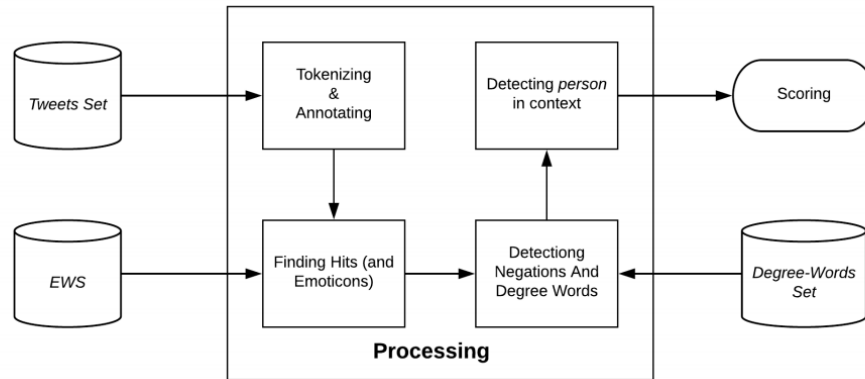 Tweets Set
Tokenizing
&
Annotating
Detecting person
in context
Scoring
EWS
Finding Hits (and
Emoticons)
Detectiong
Negations And
Degree Words
Degree-Words
Set
Processing